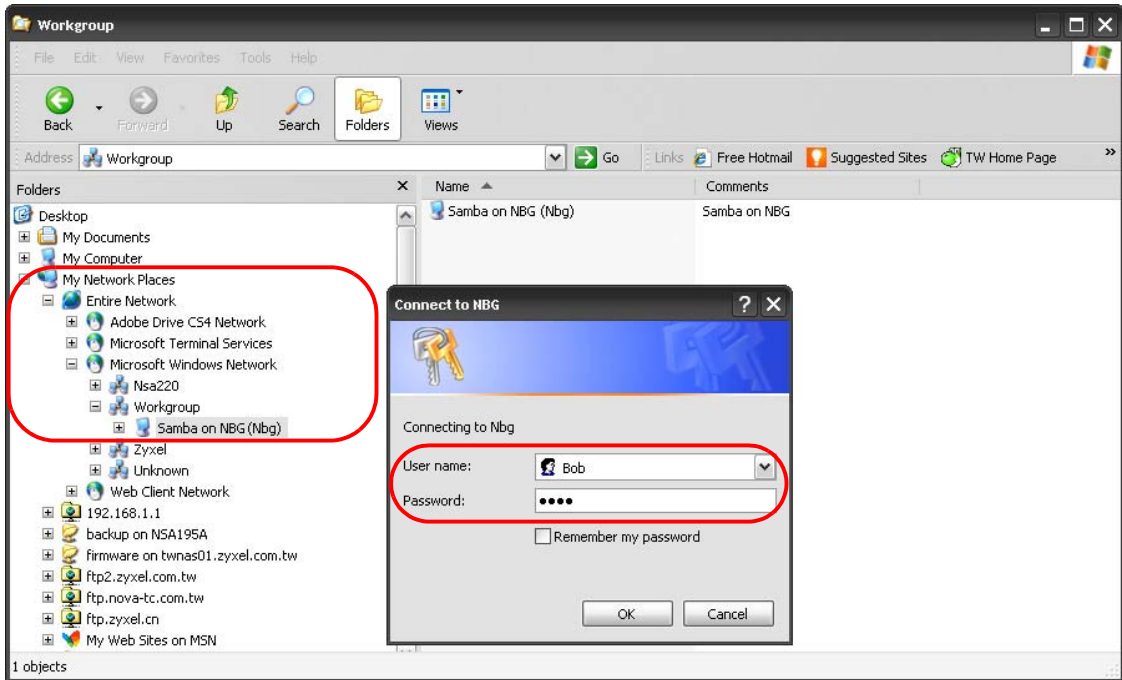 Workgroup
File Edit View Favorites Tools Help
Back Forward Up Search Folders Views
Address Workgroup Go Links Free Hotmail Suggested Sites TW Home Page »
Folders
Name Comments
Desktop
My Documents
My Computer
My Network Places
Entire Network
Adobe Drive CS4 Network
Microsoft Terminal Services
Microsoft Windows Network
Nsa220
Workgroup
Samba on NBG (Nbg)
Zyxel
Unknown
Web Client Network
192.168.1.1
backup on NSA195A
firmware on twnas01.zyxel.com.tw
ftp2.zyxel.com.tw
ftp.nova-tc.com.tw
ftp.zyxel.cn
My Web Sites on MSN
Samba on NBG (Nbg) Samba on NBG
Connect to NBG
Connecting to Nbg
User name: Bob
Password: ••••
Remember my password
OK Cancel
1 objects